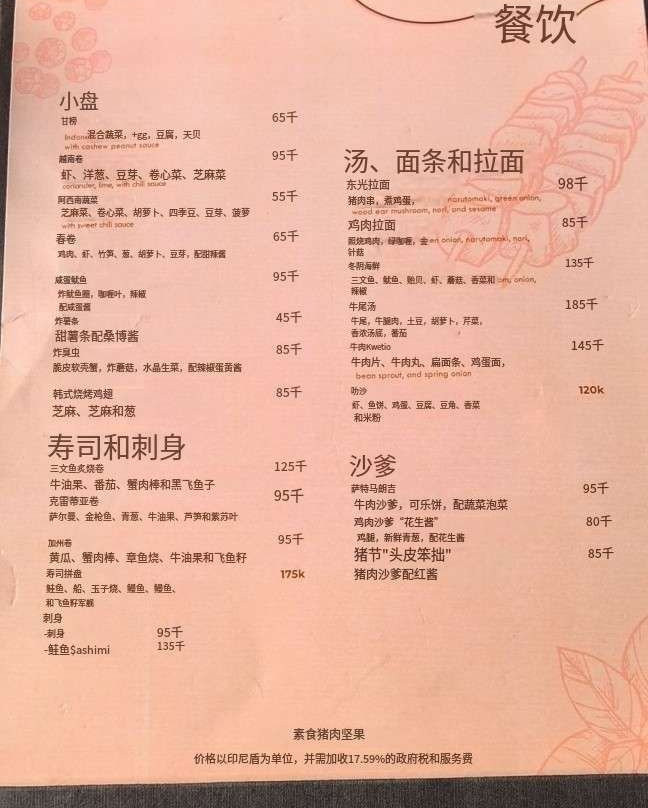 餐饮
小盘
甘榜 65千
混合蔬菜，+gg，豆腐，天贝
with cashew peanut sauce
越南卷 95千
虾、洋葱、豆芽、卷心菜、芝麻菜
coriander, lime, with chili sauce
阿西南蔬菜 55千
芝麻菜、卷心菜、胡萝卜、四季豆、豆芽、菠萝
with sweet chili sauce
春卷 65千
鸡肉、虾、竹笋、葱、胡萝卜、豆芽，配甜辣酱
咸蛋鱿鱼 95千
炸鱿鱼圈，咖喱叶，辣椒
配咸蛋酱
炸薯条 45千
甜薯条配桑博酱
炸臭虫 85千
脆皮软壳蟹，炸蘑菇，水晶生菜，配辣椒蛋黄酱
韩式烧烤鸡翅 85千
芝麻、芝麻和葱
寿司和刺身
三文鱼炙烧卷 125千
牛油果、番茄、蟹肉棒和黑飞鱼子
克雷蒂亚卷 95千
萨尔曼、金枪鱼、青葱、牛油果、芦笋和紫苏叶
加州卷 95千
黄瓜、蟹肉棒、章鱼烧、牛油果和飞鱼籽
寿司拼盘 175k
鲑鱼、船、玉子烧、鳗鱼、鳗鱼、
和飞鱼籽军舰
刺身
-刺身 95千
-鲑鱼$ashimi 135千
汤、面条和拉面
东光拉面 98千
猪肉串，煮鸡蛋， narutomaki, green onion,
wood ear mushroom, nori, and sesame
鸡肉拉面 85千
照烧鸡肉，绿咖喱，金 onion, narutomaki, nori,
针菇
冬阴海鲜 135千
三文鱼、鱿鱼、贻贝、虾、蘑菇、香菜和 onion,
辣椒
牛尾汤 185千
牛尾，牛腱肉，土豆，胡萝卜，芹菜，
香浓汤底，番茄
牛肉Kwetio 145千
牛肉片、牛肉丸、扁面条、鸡蛋面，
bean sprout, and spring onion
叻沙 120k
虾、鱼饼、鸡蛋、豆腐、豆角、香菜
和米粉
沙爹
萨特马朗吉 95千
牛肉沙爹，可乐饼，配蔬菜泡菜
鸡肉沙爹“花生酱” 80千
鸡腿，新鲜青葱，配花生酱
猪节"头皮笨拙" 85千
猪肉沙爹配红酱
素食猪肉坚果
价格以印尼盾为单位，并需加收17.59%的政府税和服务费